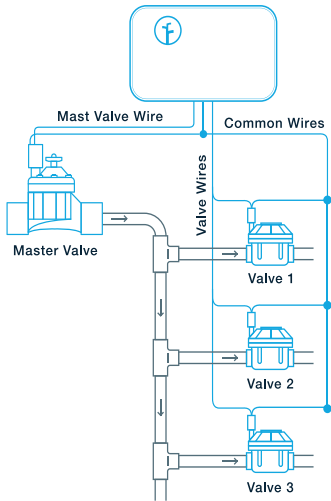 Mast Valve Wire
Common Wires
Valve Wires
Master Valve
Valve 1
Valve 2
Valve 3